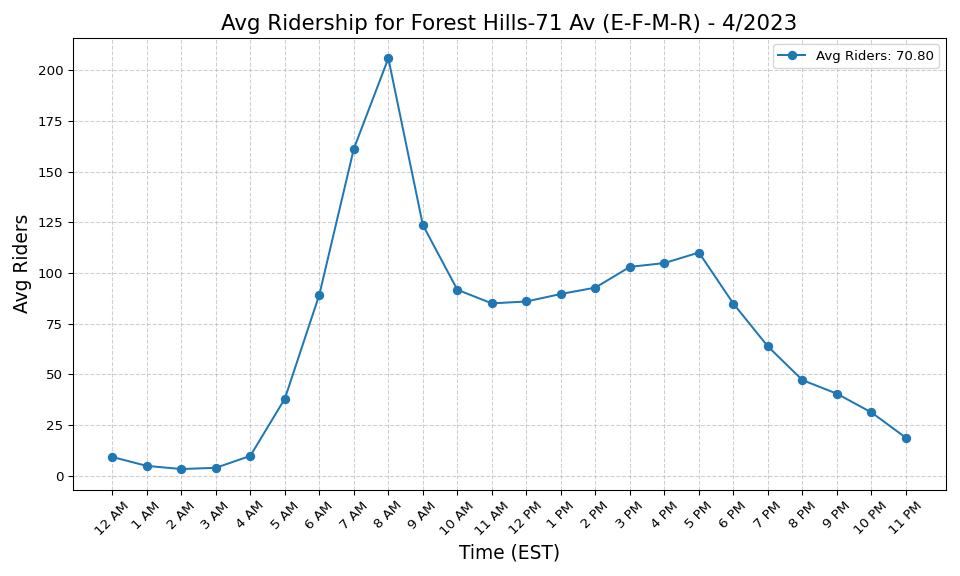 Avg Ridership for Forest Hills-71 Av (E-F-M-R) - 4/2023
Avg Riders: 70.80
Avg Riders
200
175
150
125
100
75
50
25
0
12 AM
1 AM
2 AM
3 AM
4 AM
5 AM
6 AM
7 AM
8 AM
9 AM
10 AM
11 AM
12 PM
1 PM
2 PM
3 PM
4 PM
5 PM
6 PM
7 PM
8 PM
9 PM
10 PM
11 PM
Time (EST)